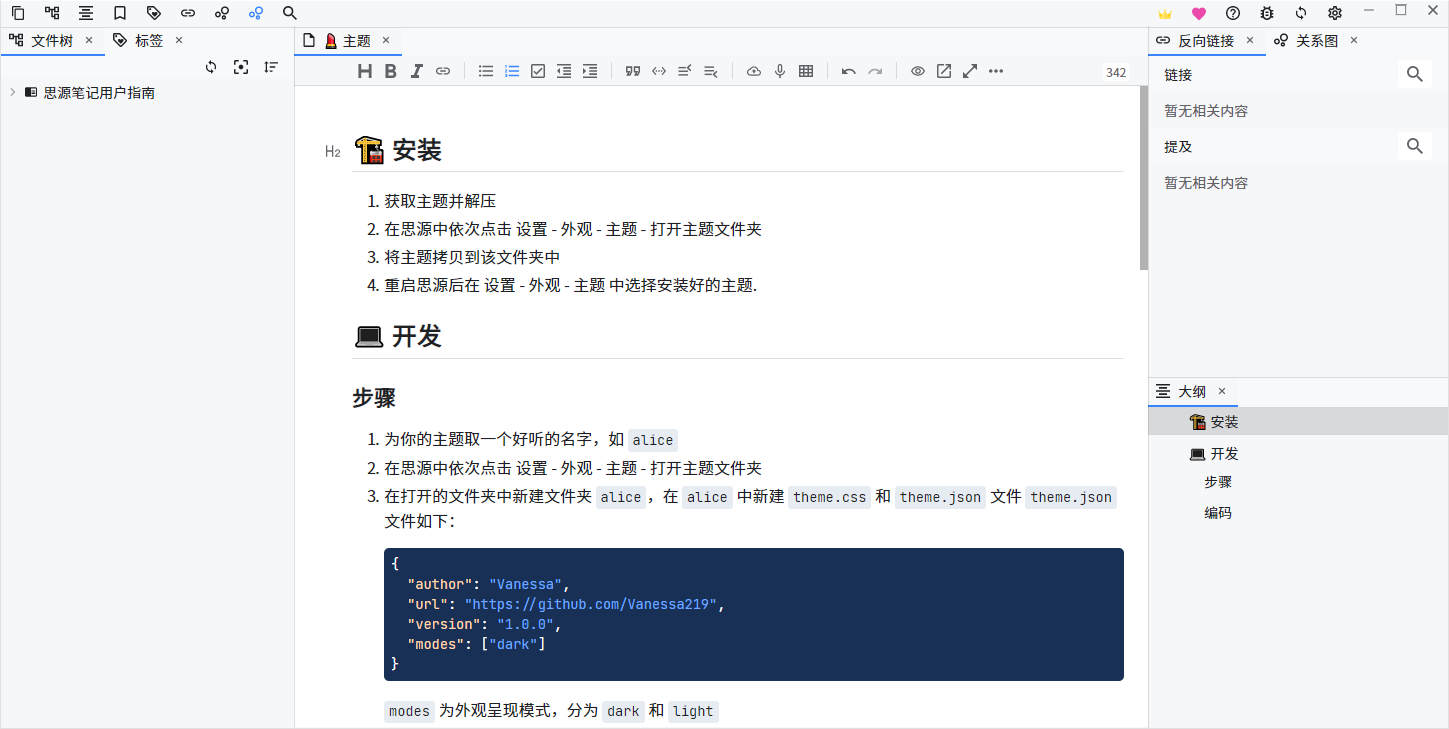 文件树
标签
主题
反向链接
关系图
342
思源笔记用户指南
链接
暂无相关内容
提及
暂无相关内容
H2
安装
1. 获取主题并解压
2. 在思源中依次点击 设置 - 外观 - 主题 - 打开主题文件夹
3. 将主题拷贝到该文件夹中
4. 重启思源后在 设置 - 外观 - 主题 中选择安装好的主题.
开发
步骤
1. 为你的主题取一个好听的名字，如 alice
2. 在思源中依次点击 设置 - 外观 - 主题 - 打开主题文件夹
3. 在打开的文件夹中新建文件夹 alice，在 alice 中新建 theme.css 和 theme.json 文件 theme.json
文件如下：
{
"author": "Vanessa",
"url": "https://github.com/Vanessa219",
"version": "1.0.0",
"modes": ["dark"]
}
modes 为外观呈现模式，分为 dark 和 light
大纲
安装
开发
步骤
编码